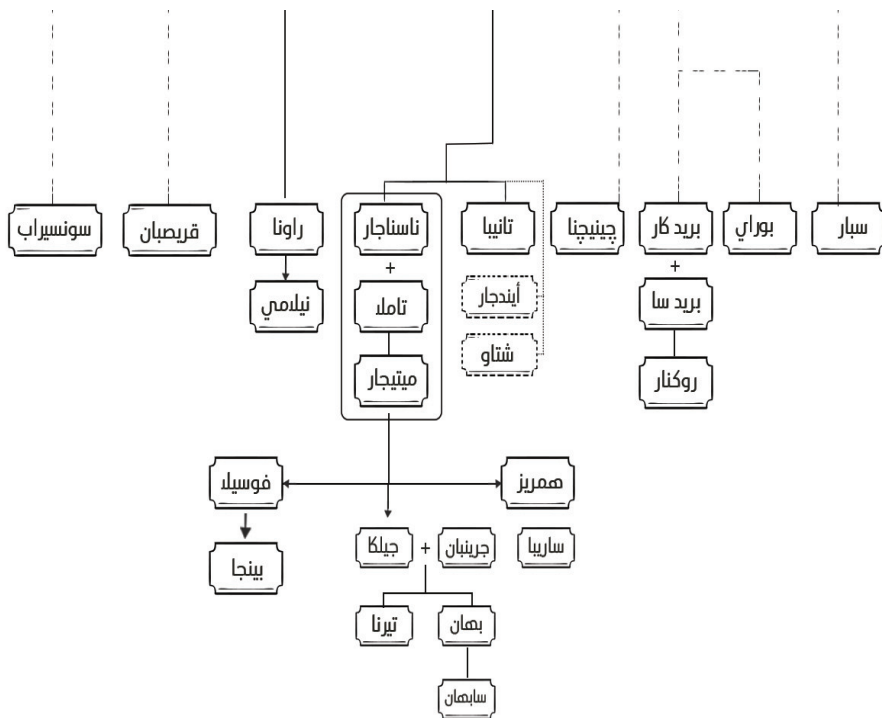 سبار
بوراي
بريد كار
چينيچنا
تانيبا
ناسناجار
راونا
قريصبان
سونسيراب
+
+
بريد سا
أيندجار
تاملا
نيلامي
شتاو
روكنار
ميتيجار
همريز
فوسيلا
ساريبا
جرينبان
+
جيلكا
بينجا
بهان
تيرنا
سابهان